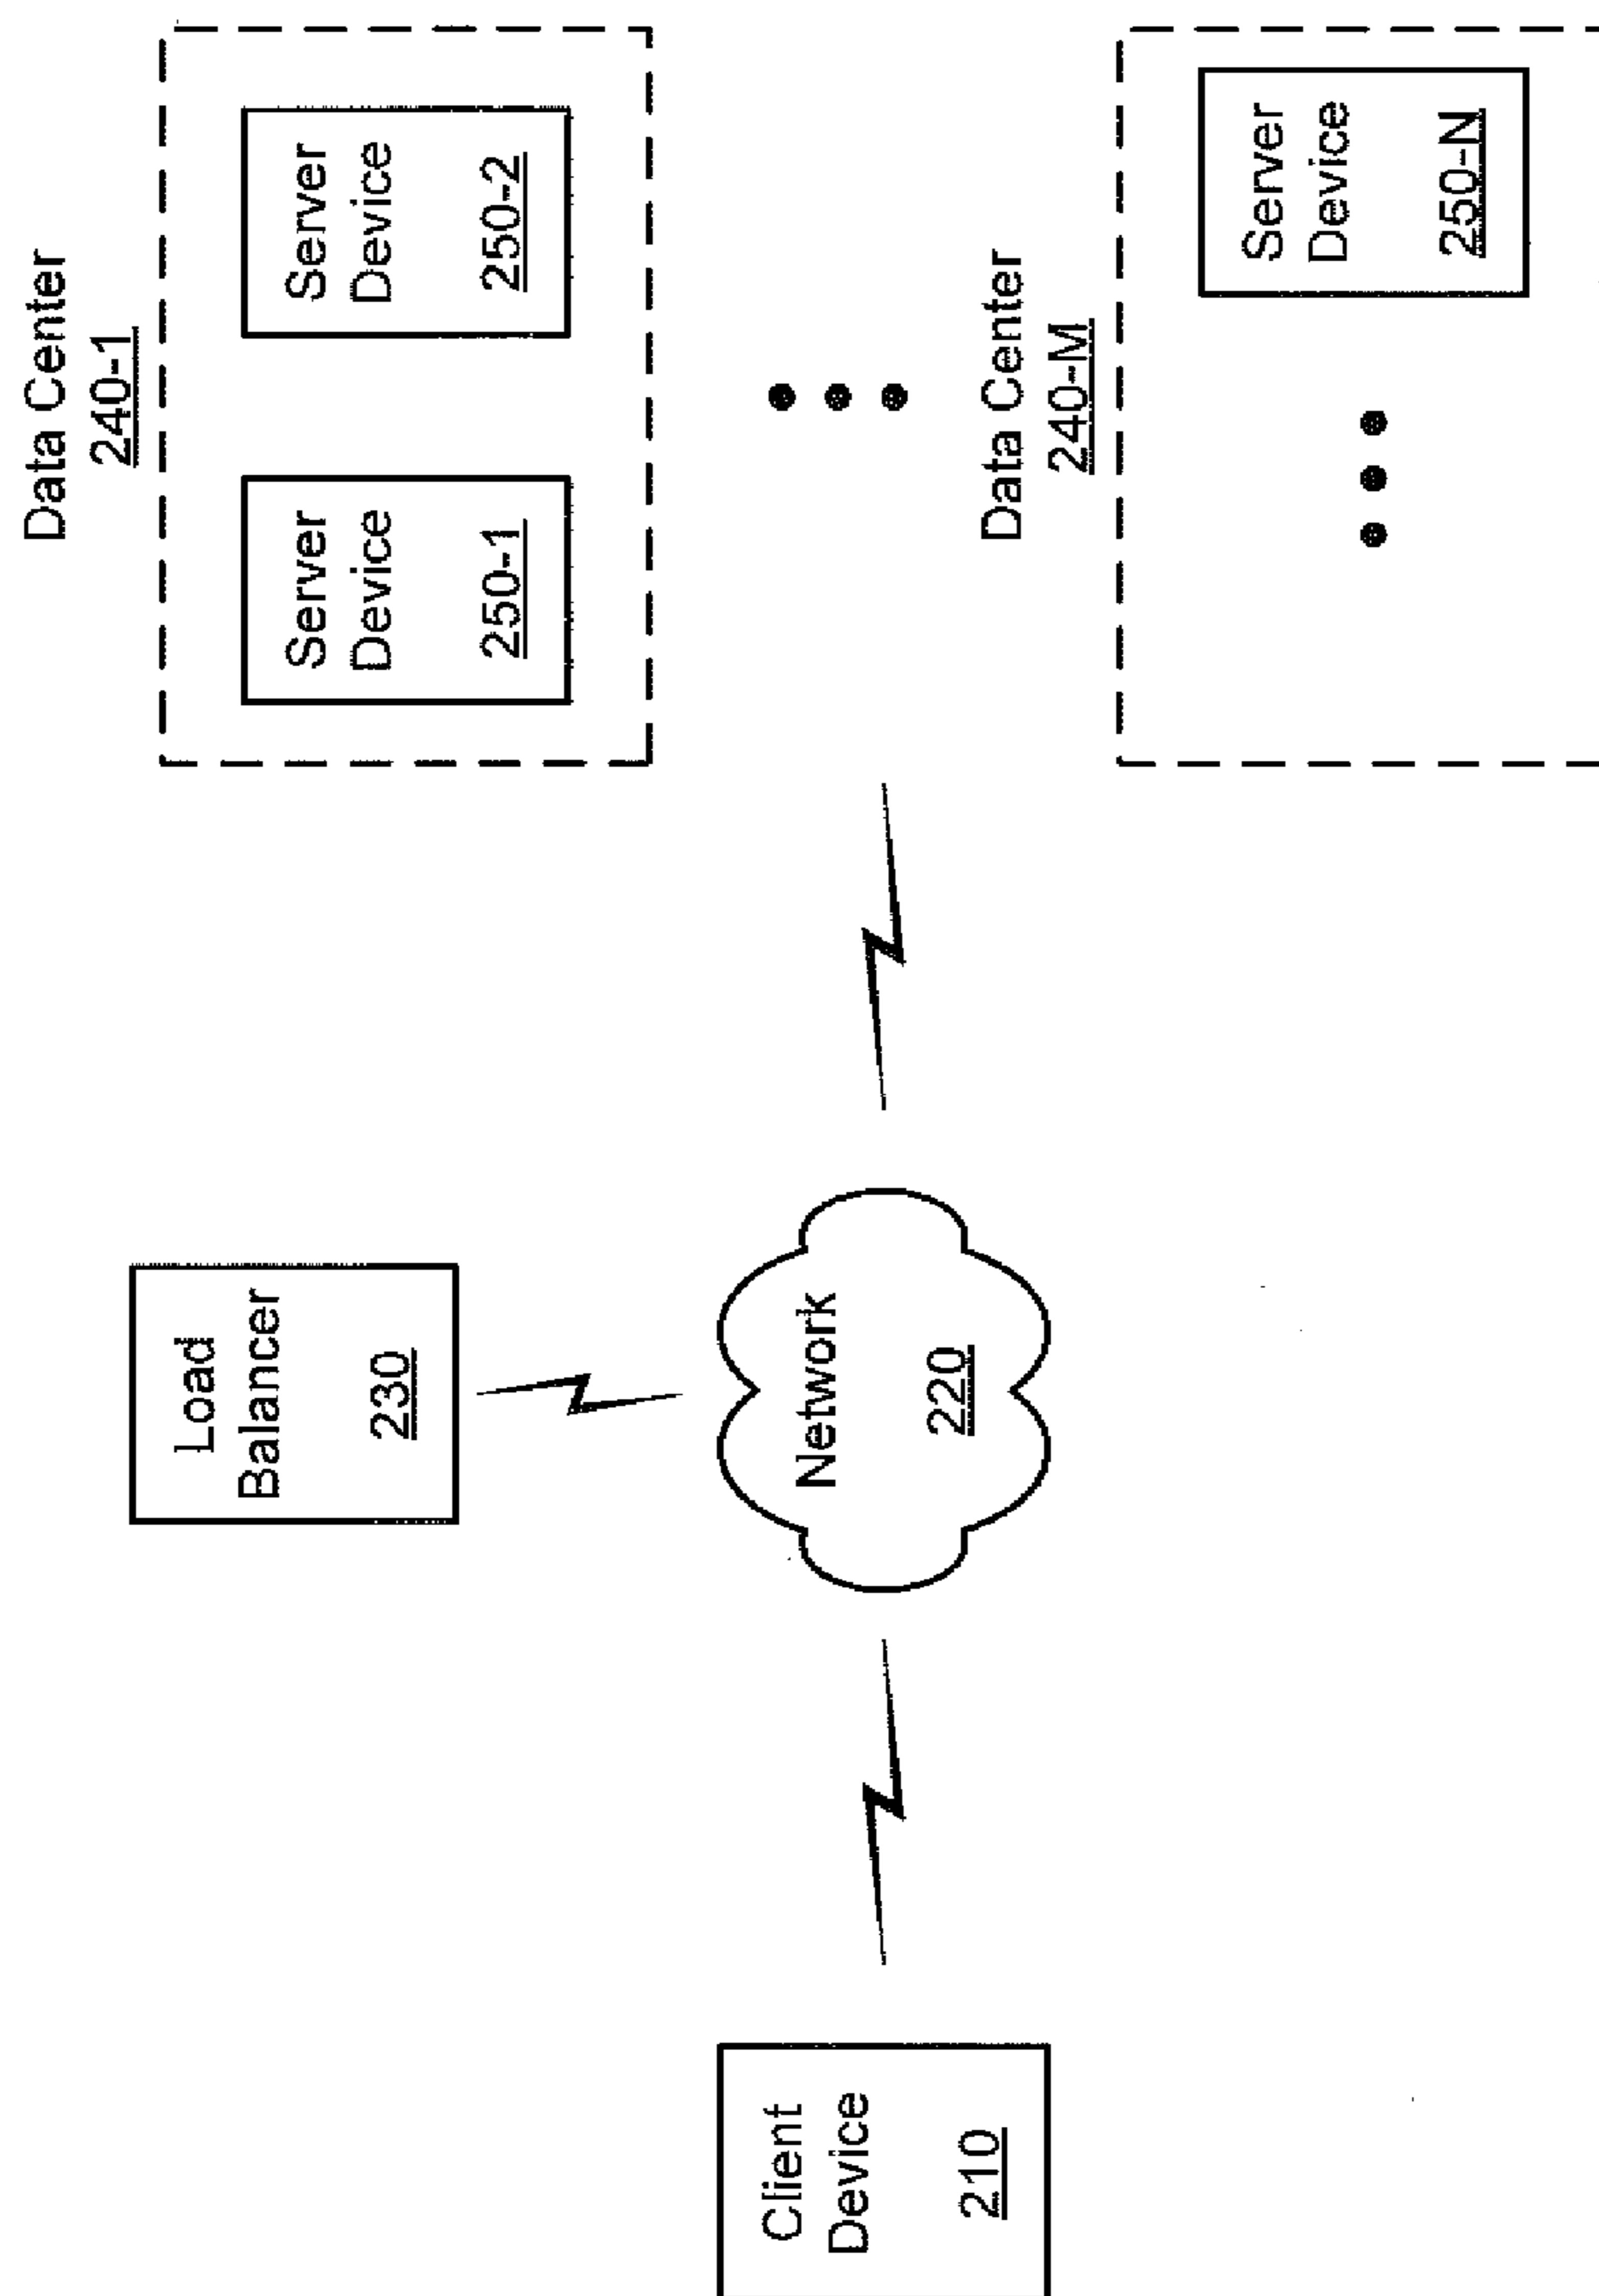 Data Center
240-1
Server
Device
250-1
Server
Device
250-2
Load
Balancer
230
Client
Device
210
Network
220
Data Center
240-M
Server
Device
250-N